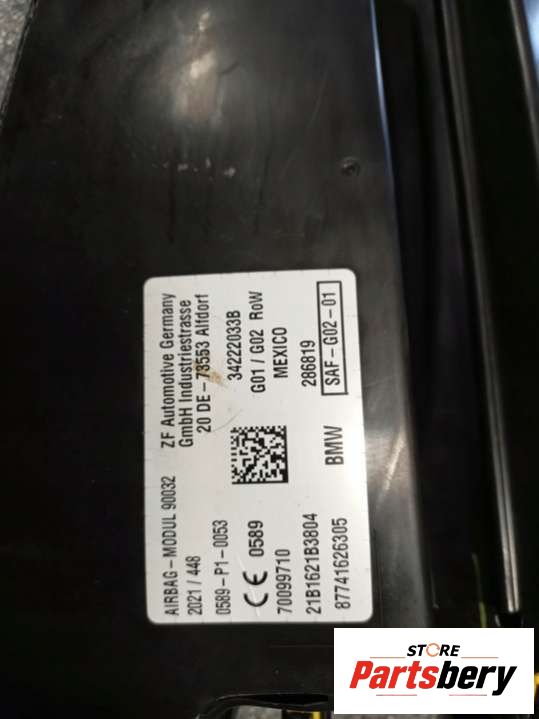 AIRBAG-MODUL 90032
2021 / 448
0589-P1-0053
CE 0589
70099710
21B1621B3804
87741626305
ZF Automotive Germany
GmbH Industriestrasse
20 DE-73553 Alfdorf
34222033B
G01 / G02 RoW
MEXICO
286819
BMW SAF-G02-01
STORE
Partsbery